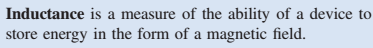 Inductance is a measure of the ability of a device to
store energy in the form of a magnetic field.